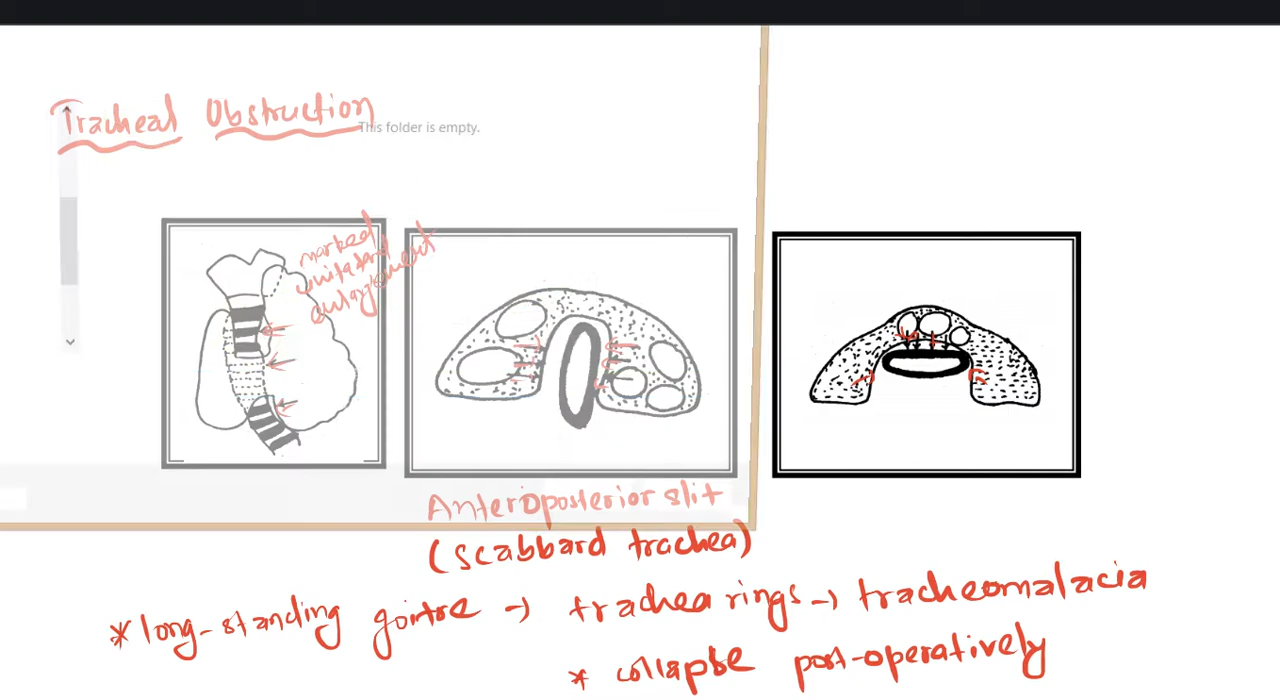 Tracheal Obstruction
This folder is empty.
marked
unilateral
enlargement
Anterioposterior slit
(scabbard trachea)
* long-standing goitre → trachea rings → tracheomalacia
* collapse post-operatively